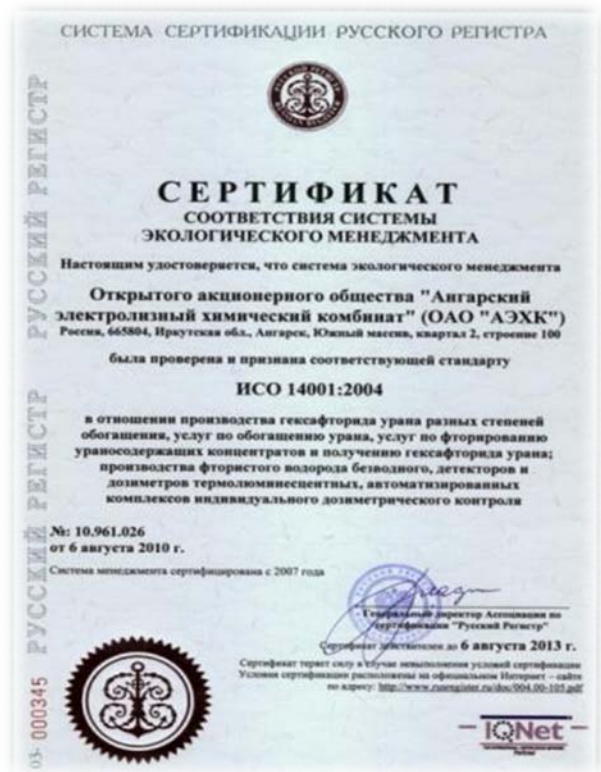 СИСТЕМА СЕРТИФИКАЦИИ РУССКОГО РЕГИСТРА
СЕРТИФИКАТ
СООТВЕТСТВИЯ СИСТЕМЫ
ЭКОЛОГИЧЕСКОГО МЕНЕДЖМЕНТА
Настоящим удостоверяется, что система экологического менеджмента
Открытого акционерного общества "Ангарский
электролизный химический комбинат" (ОАО "АЭХК")
Россия, 665804, Иркутская обл., Ангарск, Южный массив, квартал 2, строение 100
была проверена и признана соответствующей стандарту
ИСО 14001:2004
в отношении производства гексафторида урана разных степеней
обогащения, услуг по обогащению урана, услуг по фторированию
ураносодержащих концентратов и получению гексафторида урана;
производства фтористого водорода безводного, детекторов и
дозиметров термолюминесцентных, автоматизированных
комплексов индивидуального дозиметрического контроля
№: 10.961.026
от 6 августа 2010 г.
Система менеджмента сертифицирована с 2007 года
Генеральный директор Ассоциации по
сертификации "Русский Регистр"
Сертификат действителен до 6 августа 2013 г.
Сертификат теряет силу в случае невыполнения условий сертификации
Условия сертификации расположены на официальном Интернет – сайте
по адресу: http://www.rusregister.ru/doc/004.00-105.pdf
IQNet
РУССКИЙ РЕГИСТР
РУССКИЙ РЕГИСТР
03- 000345